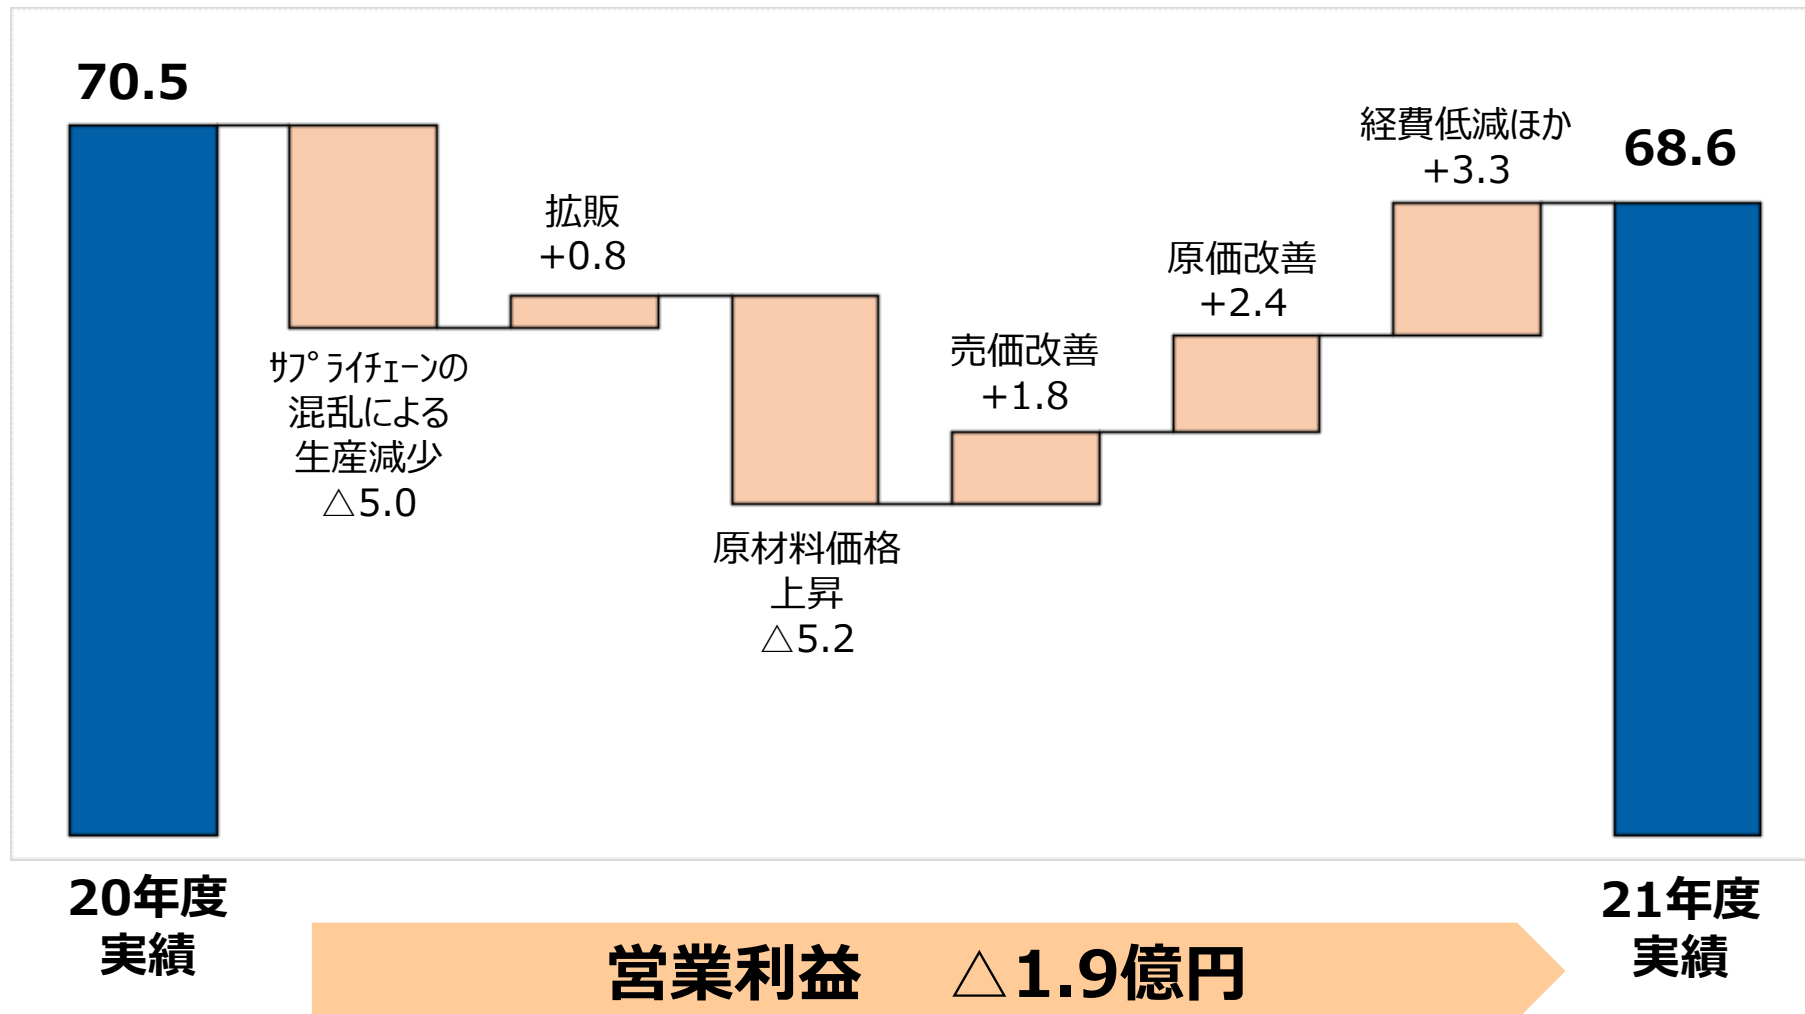 70.5
ｻﾌﾟﾗｲﾁｪｰﾝの
混乱による
生産減少
△5.0
拡販
+0.8
原材料価格
上昇
△5.2
売価改善
+1.8
原価改善
+2.4
経費低減ほか
+3.3
68.6
20年度
実績
営業利益　△1.9億円
21年度
実績